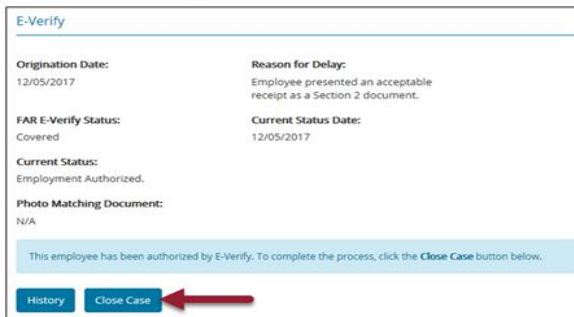 E-Verify
Origination Date:
12/05/2017
Reason for Delay:
Employee presented an acceptable
receipt as a Section 2 document.
FAR E-Verify Status:
Covered
Current Status Date:
12/05/2017
Current Status:
Employment Authorized.
Photo Matching Document:
N/A
This employee has been authorized by E-Verify. To complete the process, click the Close Case button below.
History
Close Case